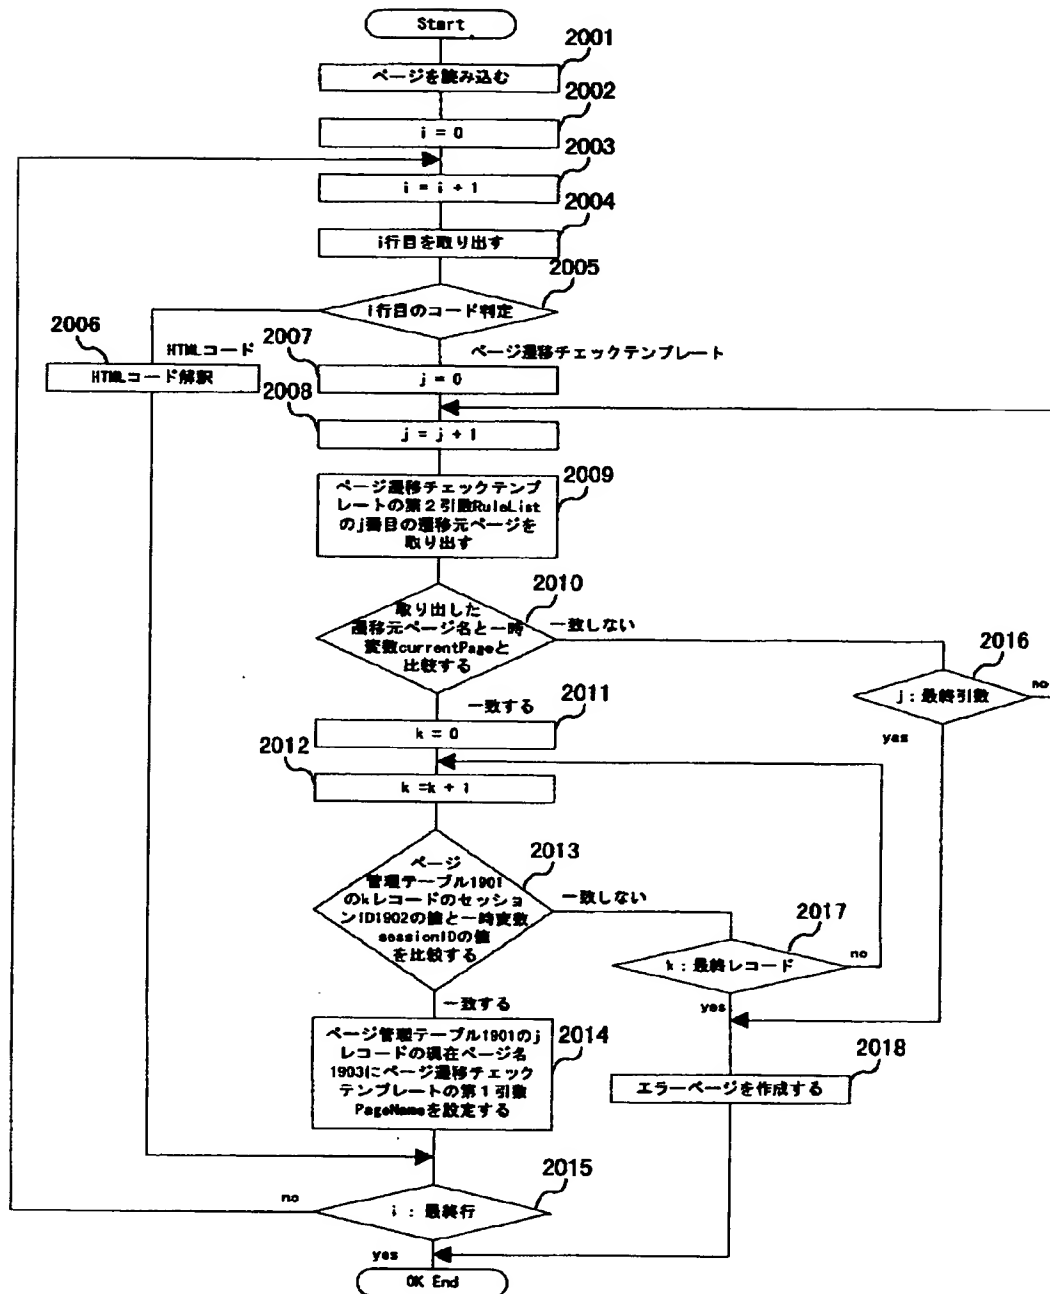 Start
2001
ページを読み込む
2002
i = 0
2003
i = i + 1
2004
i行目を取り出す
2005
i行目のコード判定
2006
HTMLコード
HTMLコード解釈
2007
ページ遷移チェックテンプレート
j = 0
2008
j = j + 1
2009
ページ遷移チェックテンプ
レートの第2引数RuleList
のj番目の遷移元ページを
取り出す
2010
取り出した
遷移元ページ名と一時
変数currentPageと
比較する
一致しない
2016
j : 最終引数
no
yes
一致する
2011
k = 0
2012
k =k + 1
2013
ページ
管理テーブル1901
のkレコードのセッショ
ンID1902の値と一時変数
sessionIDの値
を比較する
一致しない
2017
k : 最終レコード
no
yes
一致する
2014
ページ管理テーブル1901のj
レコードの現在ページ名
1903にページ遷移チェック
テンプレートの第1引数
PageNameを設定する
2018
エラーページを作成する
2015
no
i : 最終行
yes
OK End